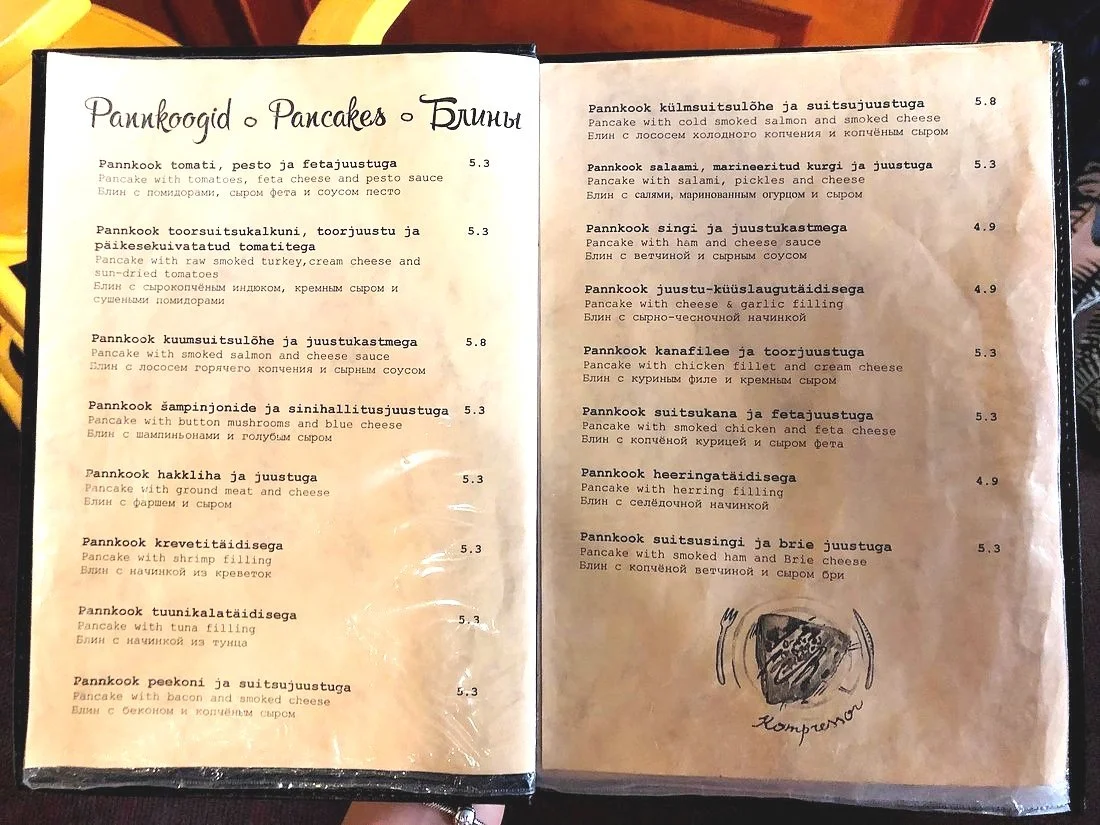 Pannkoogid o Pancakes o Блины
Pannkook tomati, pesto ja fetajuustuga 5.3
Pancake with tomatoes, feta cheese and pesto sauce
Блин с помидорами, сыром фета и соусом песто
Pannkook toorsuitsukalkuni, toorjuustu ja 5.3
päikesekuivatatud tomatitega
Pancake with raw smoked turkey,cream cheese and
sun-dried tomatoes
Блин с сырокопчёным индюком, кремным сыром и
сушеными помидорами
Pannkook kuumsuitsulõhe ja juustukastmega 5.8
Pancake with smoked salmon and cheese sauce
Блин с лососем горячего копчения и сырным соусом
Pannkook šampinjonide ja sinihallitusjuustuga 5.3
Pancake with button mushrooms and blue cheese
Блин с шампиньонами и голубым сыром
Pannkook hakkliha ja juustuga 5.3
Pancake with ground meat and cheese
Блин с фаршем и сыром
Pannkook krevetitäidisega 5.3
Pancake with shrimp filling
Блин с начинкой из креветок
Pannkook tuunikalatäidisega 5.3
Pancake with tuna filling
Блин с начинкой из тунца
Pannkook peekoni ja suitsujuustuga 5.3
Pancake with bacon and smoked cheese
Блин с беконом и копчёным сыром
Pannkook külmsuitsulõhe ja suitsujuustuga 5.8
Pancake with cold smoked salmon and smoked cheese
Блин с лососем холодного копчения и копчёным сыром
Pannkook salaami, marineeritud kurgi ja juustuga 5.3
Pancake with salami, pickles and cheese
Блин с салями, маринованным огурцом и сыром
Pannkook singi ja juustukastmega 4.9
Pancake with ham and cheese sauce
Блин с ветчиной и сырным соусом
Pannkook juustu-küüslaugutäidisega 4.9
Pancake with cheese & garlic filling
Блин с сырно-чесночной начинкой
Pannkook kanafilee ja toorjuustuga 5.3
Pancake with chicken fillet and cream cheese
Блин с куриным филе и кремным сыром
Pannkook suitsukana ja fetajuustuga 5.3
Pancake with smoked chicken and feta cheese
Блин с копчёной курицей и сыром фета
Pannkook heeringatäidisega 4.9
Pancake with herring filling
Блин с селёдочной начинкой
Pannkook suitsusingi ja brie juustuga 5.3
Pancake with smoked ham and Brie cheese
Блин с копчёной ветчиной и сыром бри
Kompressor